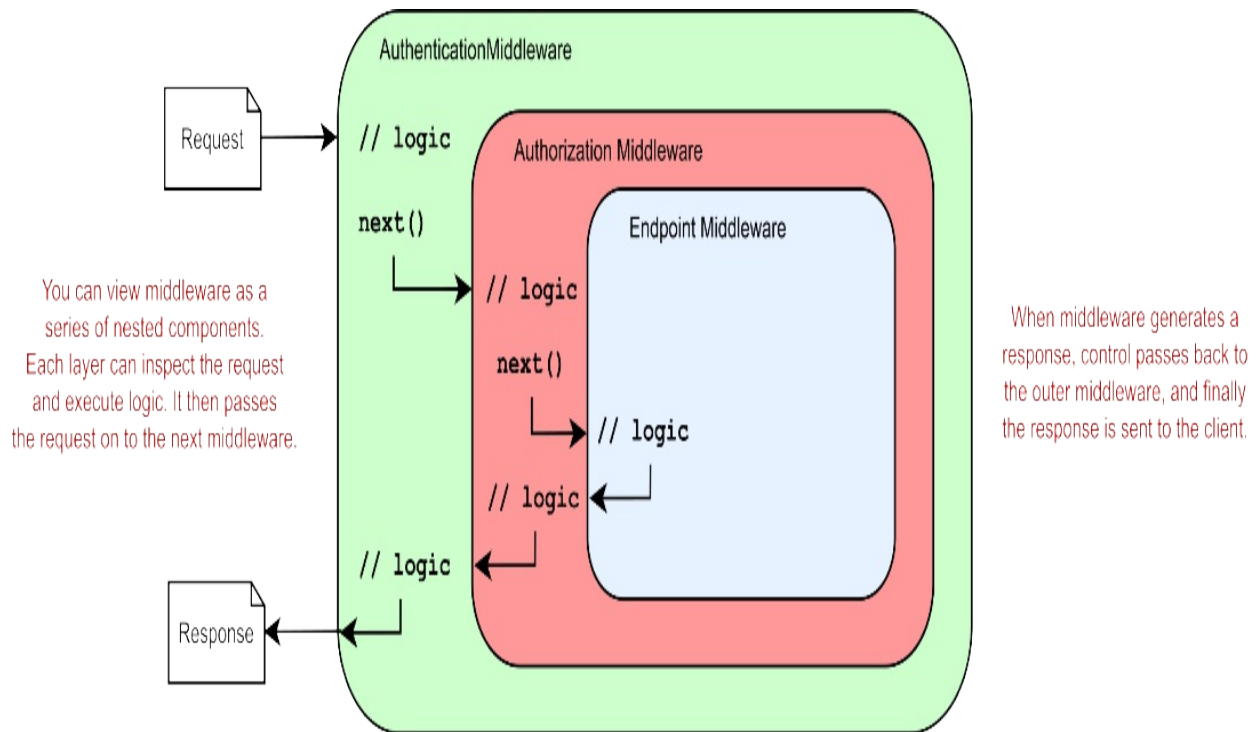 AuthenticationMiddleware
Request
// logic
Authorization Middleware
next()
Endpoint Middleware
You can view middleware as a
series of nested components.
Each layer can inspect the request
and execute logic. It then passes
the request on to the next middleware.
// logic
next()
// logic
When middleware generates a
response, control passes back to
the outer middleware, and finally
the response is sent to the client.
// logic
// logic
Response